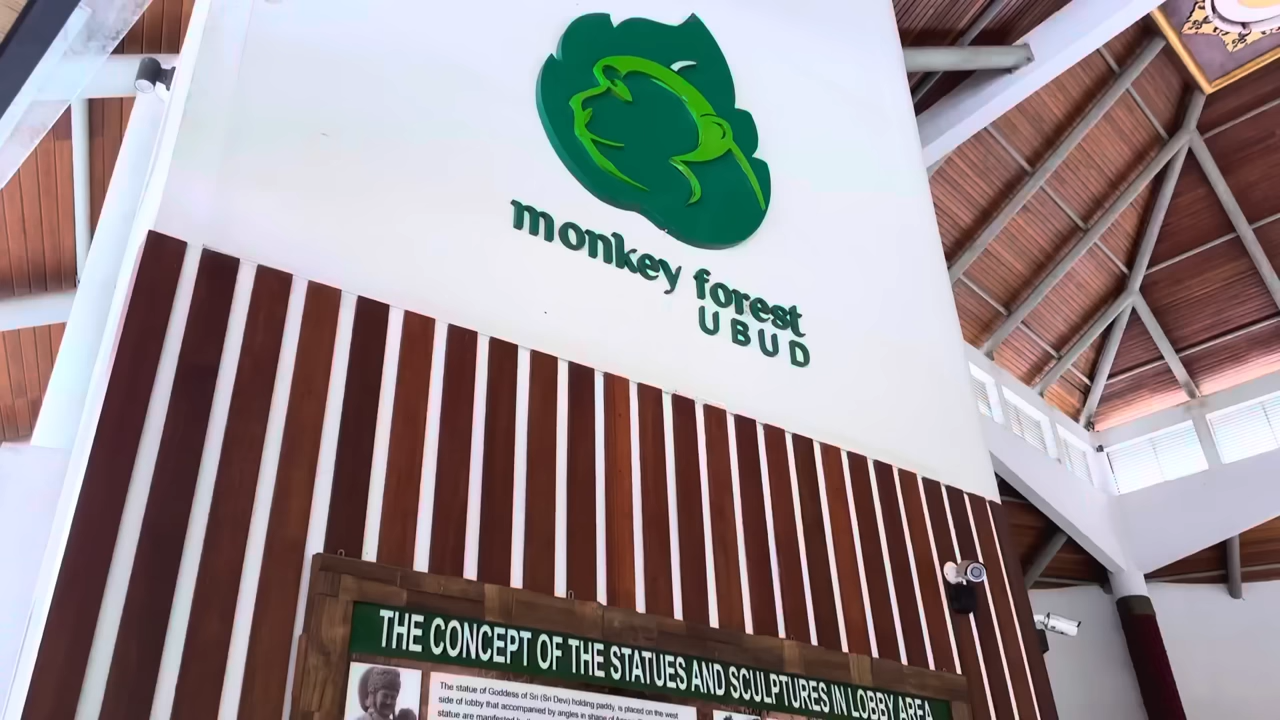 monkey forest
UBUD
THE CONCEPT OF THE STATUES AND SCULPTURES IN LOBBY AREA
The statue of Goddess of Sri (Sri Devi) holding paddy, is placed on the west
side of lobby that accompanied by angles in shape of
statue are manifested